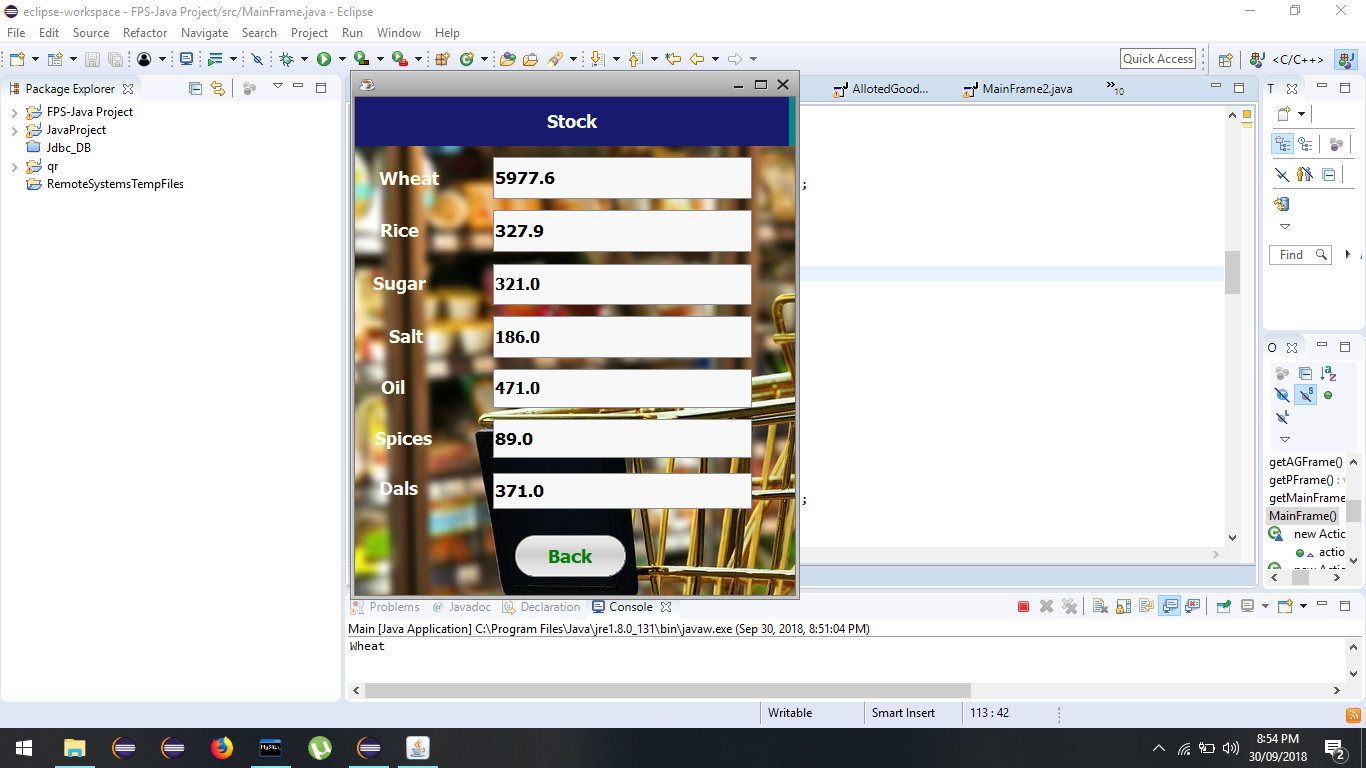 eclipse-workspace - FPS-Java Project/src/MainFrame.java - Eclipse
File Edit Source Refactor Navigate Search Project Run Window Help
Quick Access
<C/C++>
Package Explorer
AllotedGood...
MainFrame2.java
»10
T
FPS-Java Project
JavaProject
Jdbc_DB
qr
RemoteSystemsTempFiles
Stock
Wheat 5977.6
;
Rice 327.9
Find
Sugar 321.0
Salt 186.0
O
Oil 471.0
Spices 89.0
Dals 371.0
;
Back
getAGFrame()
getPFrame() :
getMainFrame
MainFrame()
new Actio
actio
new Actio
Problems @ Javadoc Declaration Console
Main [Java Application] C:\Program Files\Java\jre1.8.0_131\bin\javaw.exe (Sep 30, 2018, 8:51:04 PM)
Wheat
Writable Smart Insert 113 : 42
8:54 PM
30/09/2018
2